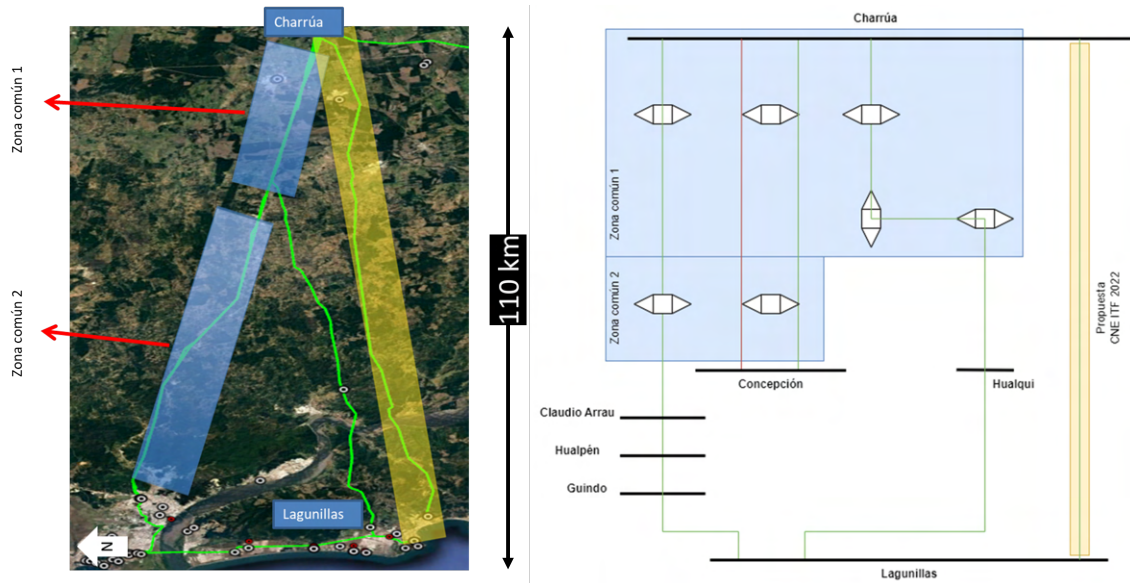 Charrúa
Zona común 1
Zona común 2
Lagunillas
N
110 km
Charrúa
Zona común 1
Zona común 2
Concepción
Hualqui
Claudio Arrau
Hualpèn
Guindo
Propuesta
CNE ITF 2022
Lagunillas